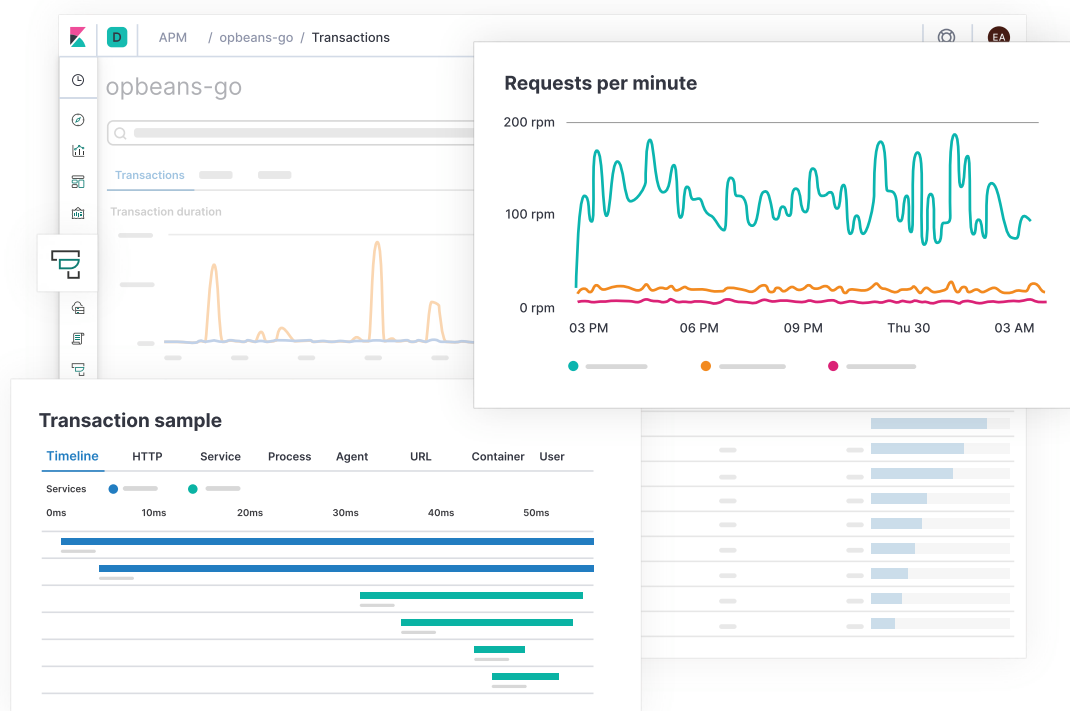 D APM / opbeans-go / Transactions EA
opbeans-go
Transactions
Transaction duration
Requests per minute
200 rpm
100 rpm
0 rpm
03 PM 06 PM 09 PM Thu 30 03 AM
Transaction sample
Timeline HTTP Service Process Agent URL Container User
Services
0ms 10ms 20ms 30ms 40ms 50ms